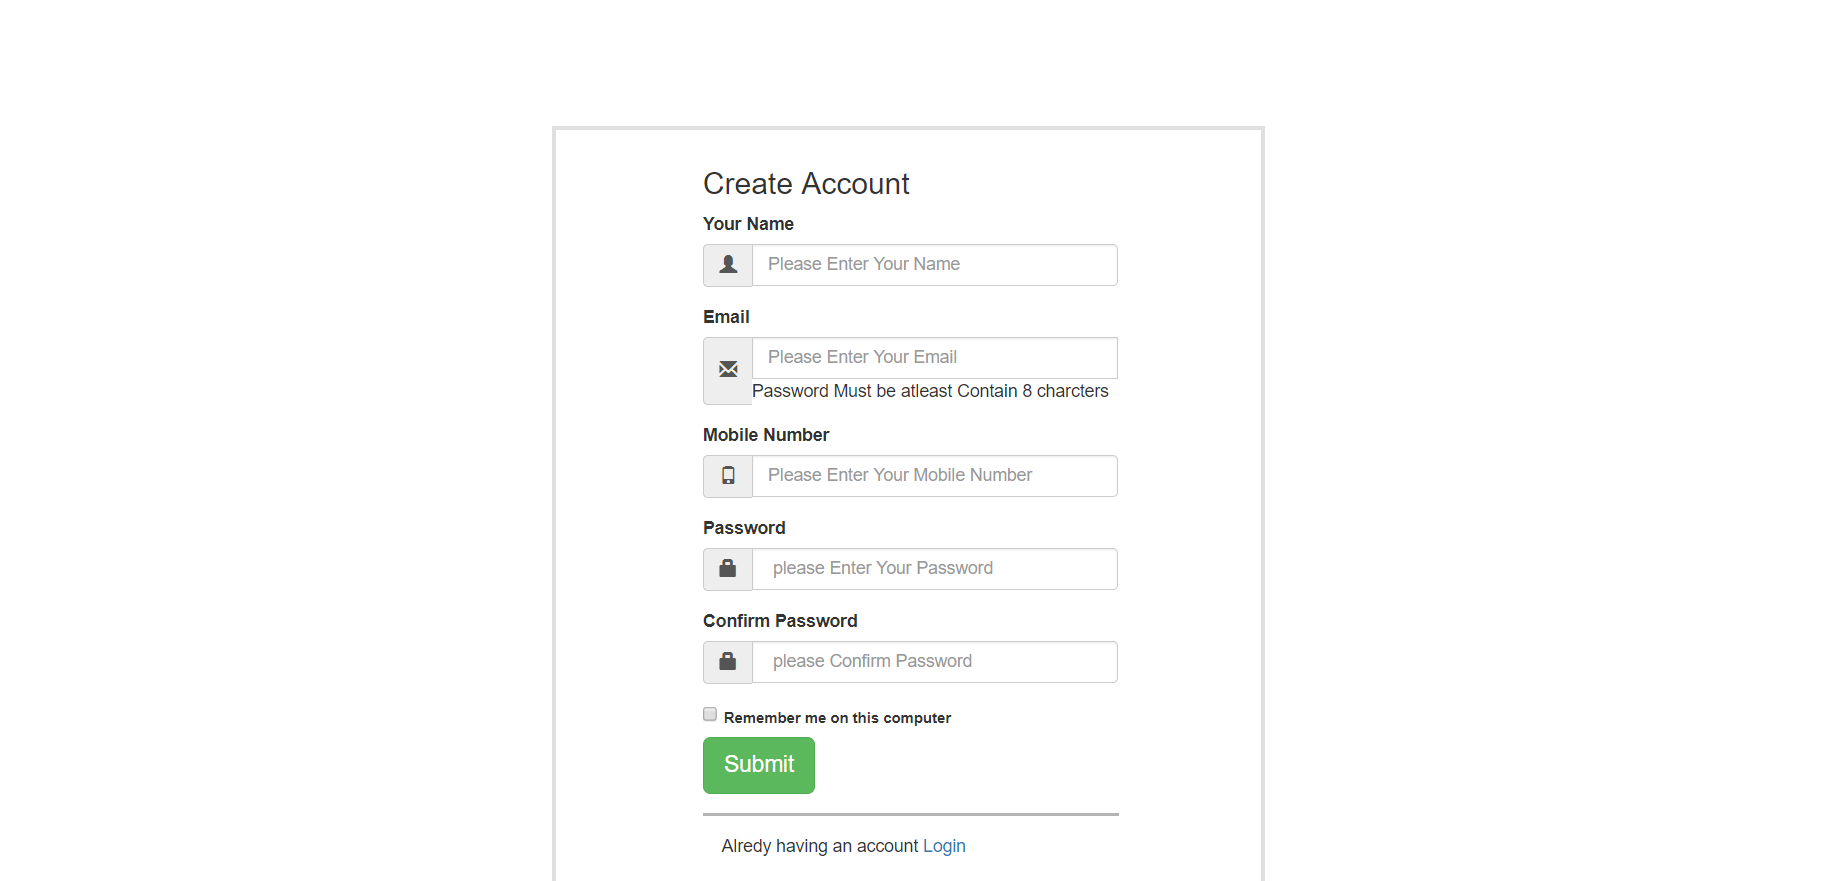 Create Account
Your Name
Please Enter Your Name
Email
Please Enter Your Email
Password Must be atleast Contain 8 charcters
Mobile Number
Please Enter Your Mobile Number
Password
please Enter Your Password
Confirm Password
please Confirm Password
Remember me on this computer
Submit
Alredy having an account Login